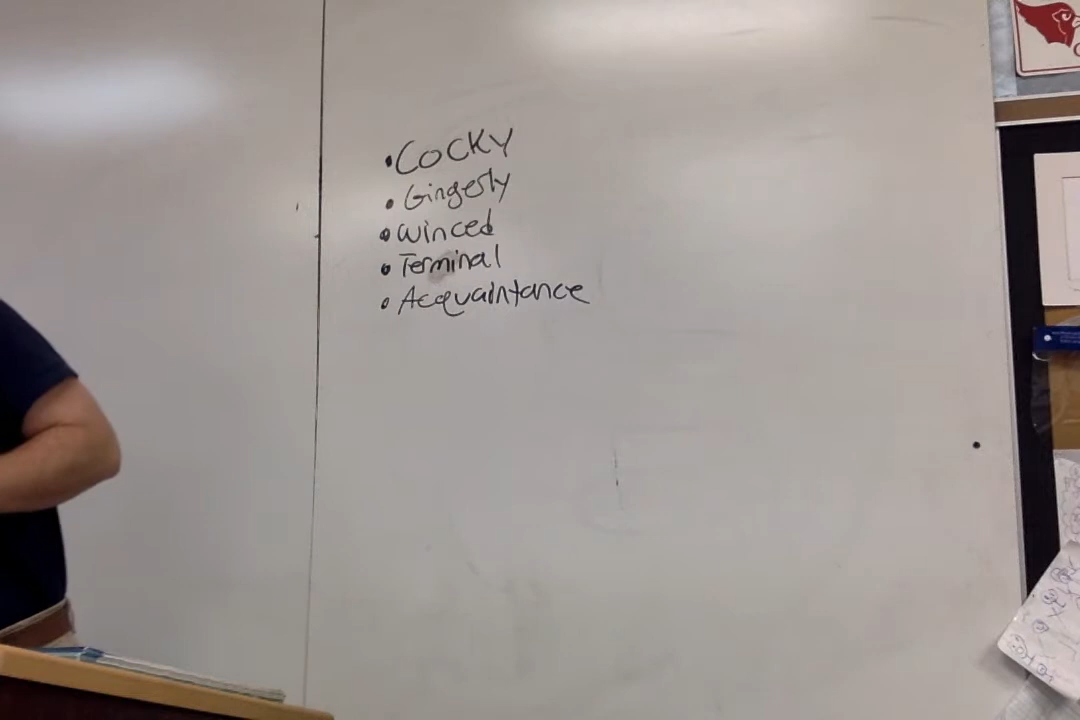 • Cocky
• Gingerly
• Winced
• Terminal
• Acquaintance